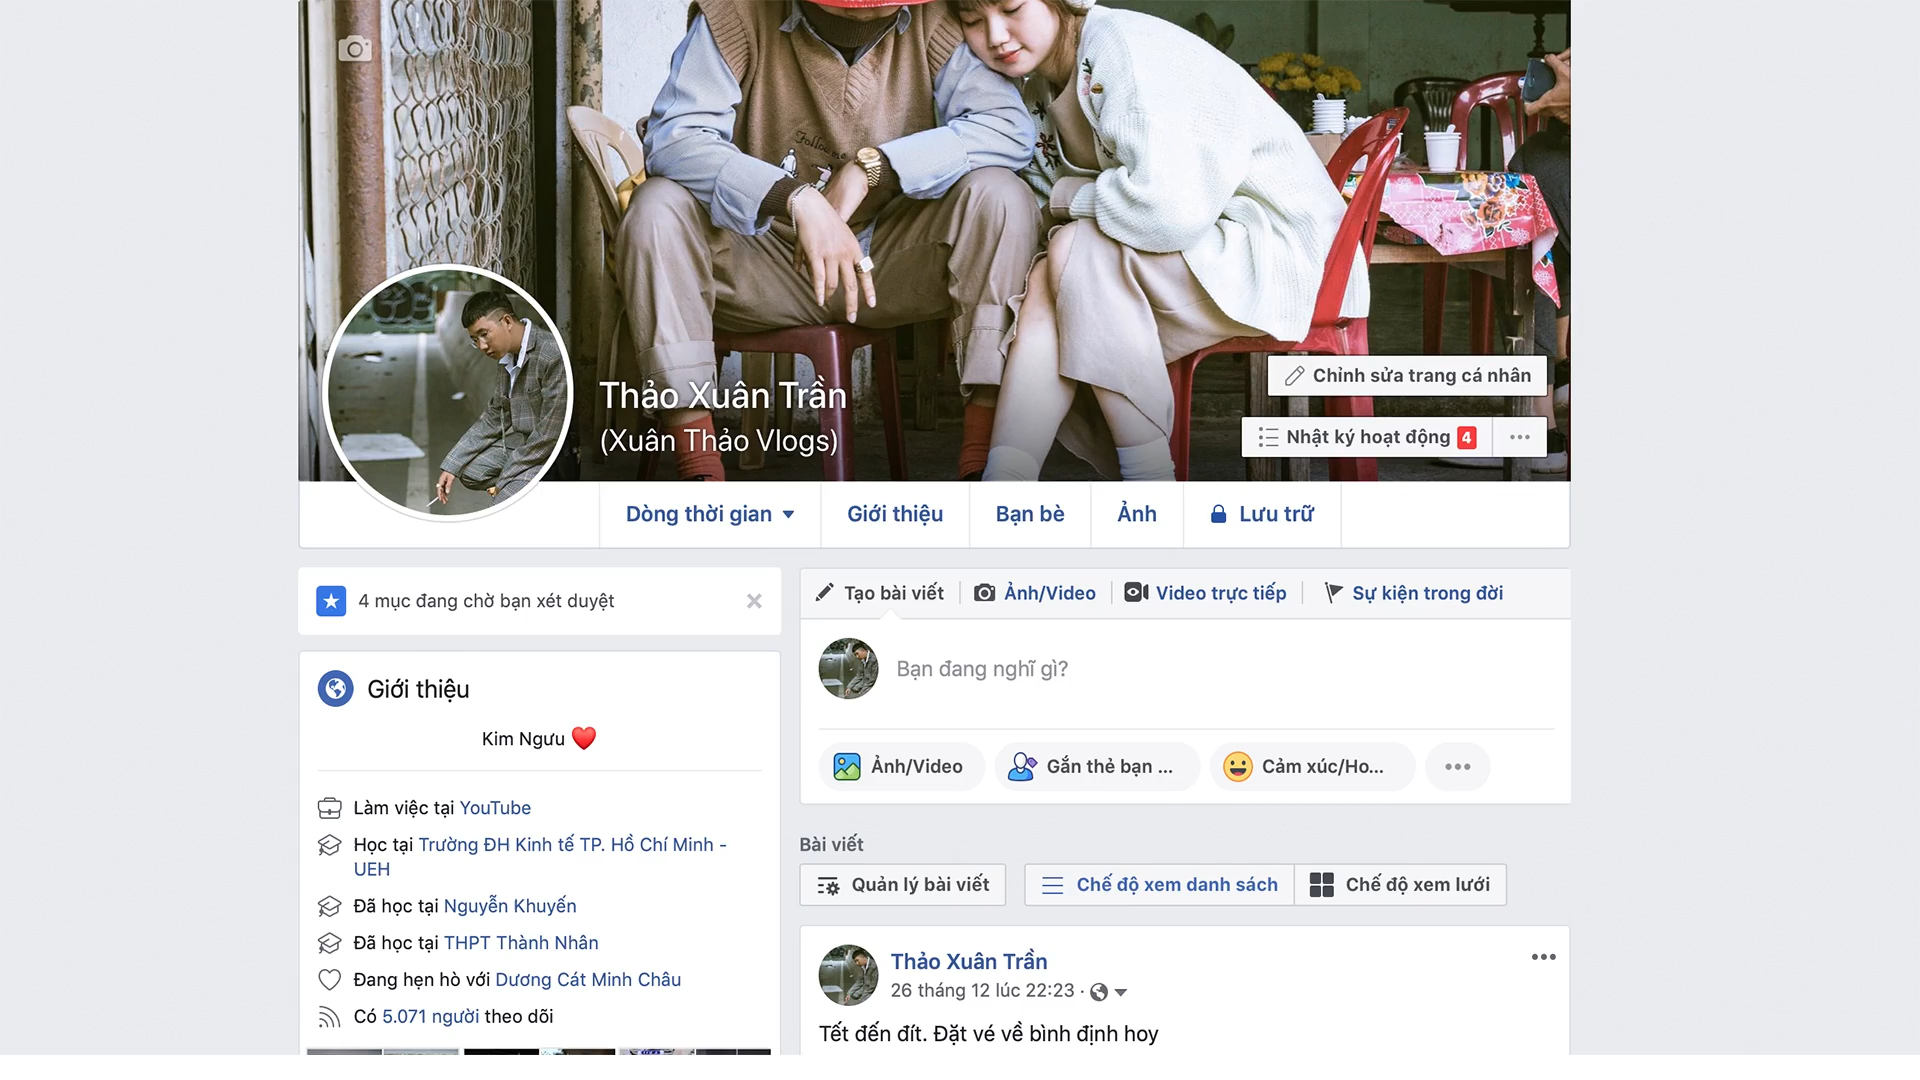 Follow me
Thảo Xuân Trần
(Xuân Thảo Vlogs)
Chỉnh sửa trang cá nhân
Nhật ký hoạt động 4
Dòng thời gian
Giới thiệu
Bạn bè
Ảnh
Lưu trữ
4 mục đang chờ bạn xét duyệt
Giới thiệu
Kim Ngưu
Làm việc tại YouTube
Học tại Trường ĐH Kinh tế TP. Hồ Chí Minh -
UEH
Đã học tại Nguyễn Khuyến
Đã học tại THPT Thành Nhân
Đang hẹn hò với Dương Cát Minh Châu
Có 5.071 người theo dõi
Tạo bài viết
Ảnh/Video
Video trực tiếp
Sự kiện trong đời
Bạn đang nghĩ gì?
Ảnh/Video
Gắn thẻ bạn ...
Cảm xúc/Ho...
Bài viết
Quản lý bài viết
Chế độ xem danh sách
Chế độ xem lưới
Thảo Xuân Trần
26 tháng 12 lúc 22:23 ·
Tết đến đít. Đặt vé về bình định hoy